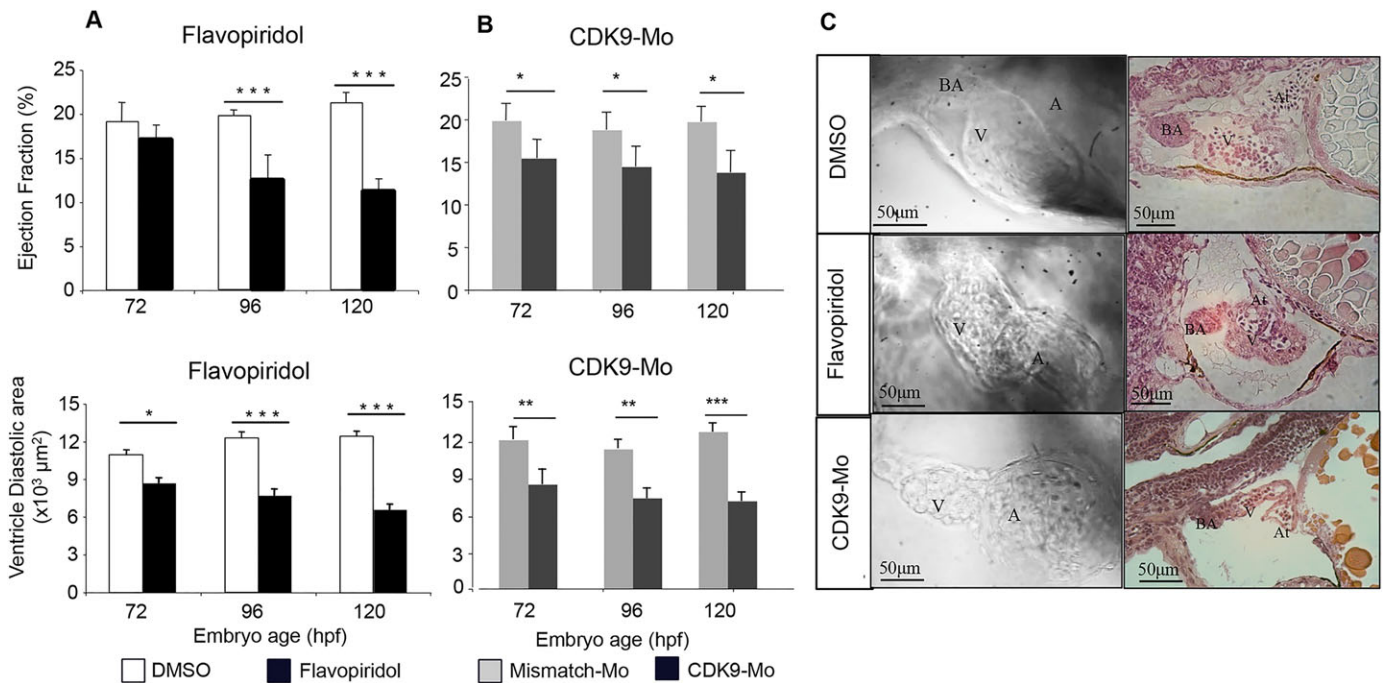 A
Flavopiridol
Ejection Fraction (%)
25
20
15
10
5
0
* * *
* * *
72
96
120
B
CDK9-Mo
25
20
15
10
5
0
*
*
*
72
96
120
Flavopiridol
Ventricle Diastolic area
(x10³ µm²)
15
12
9
6
3
0
*
* * *
* * *
72
96
120
Embryo age (hpf)
DMSO
Flavopiridol
CDK9-Mo
15
12
9
6
3
0
**
**
***
72
96
120
Embryo age (hpf)
Mismatch-Mo
CDK9-Mo
C
DMSO
BA
A
V
50µm
At
BA
V
50µm
Flavopiridol
V
A
50µm
At
BA
V
50µm
CDK9-Mo
V
A
50µm
BA
V
At
50µm